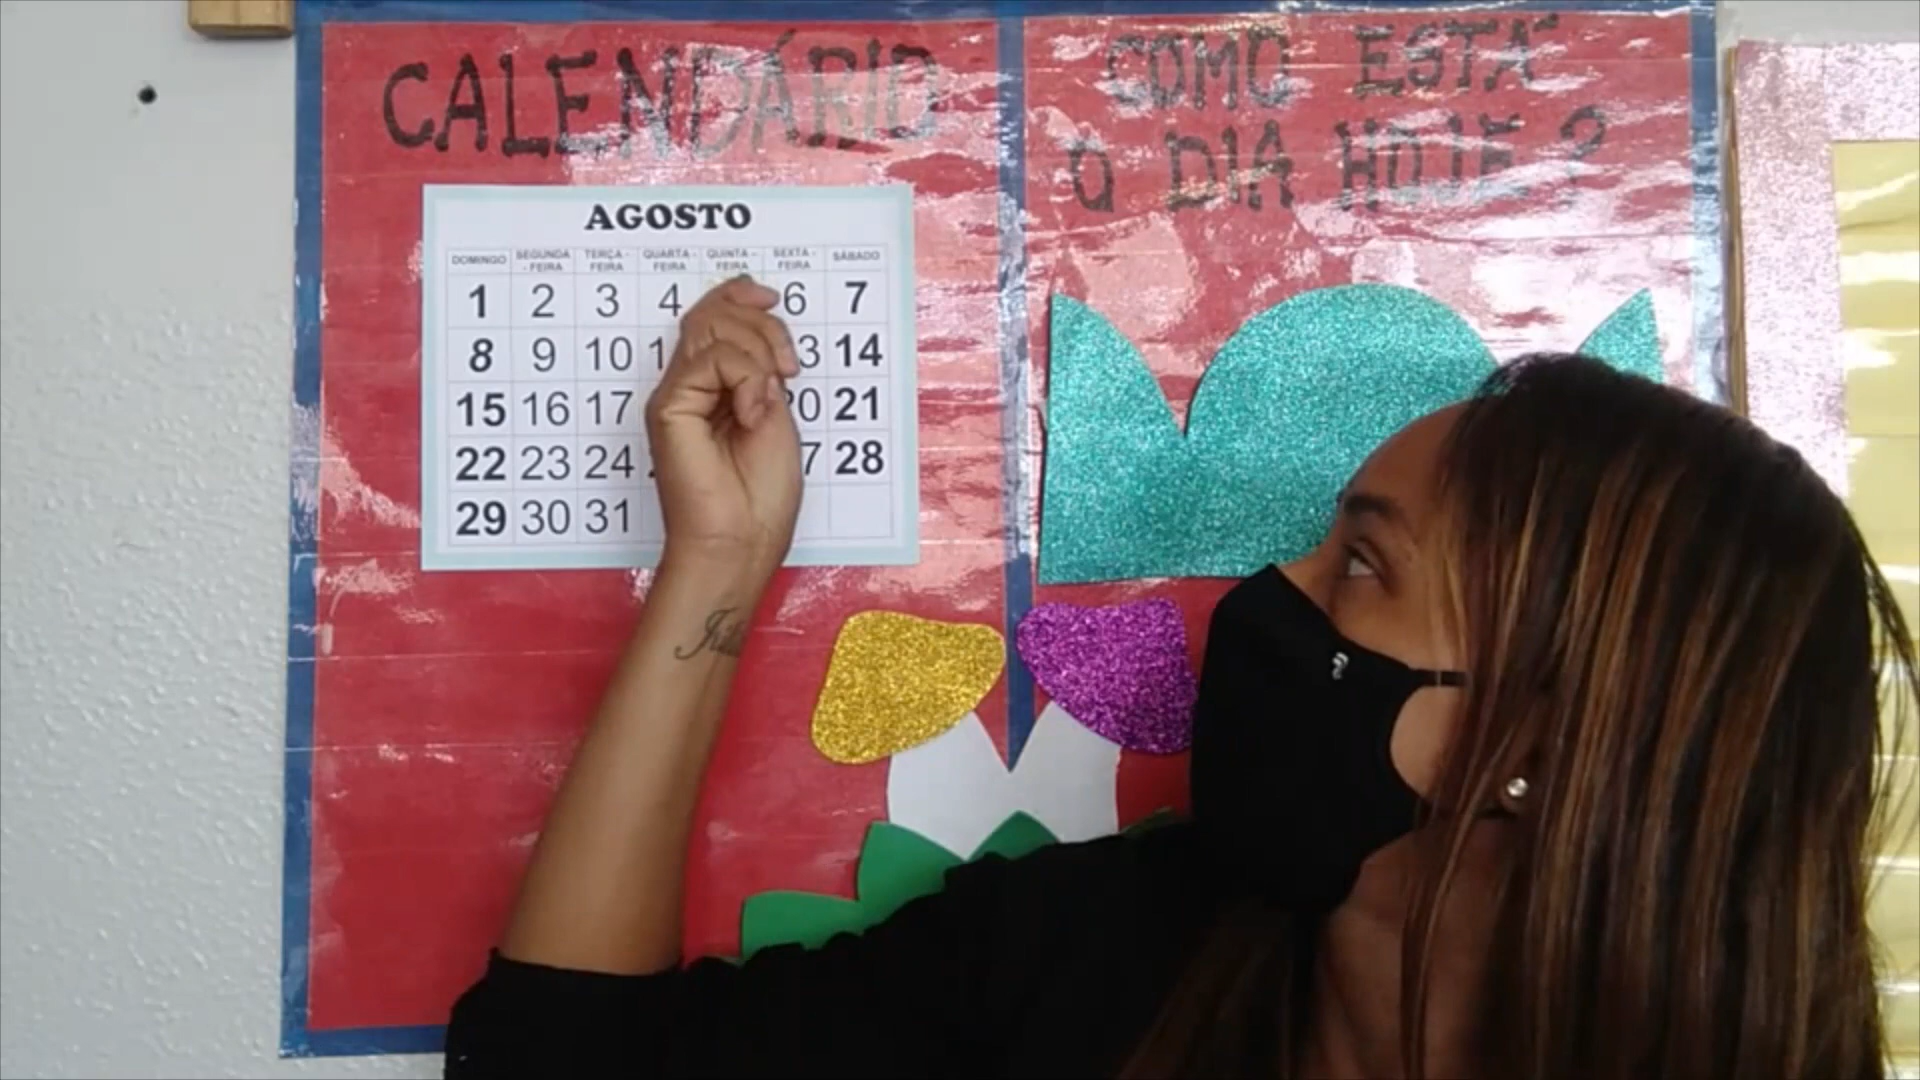 CALENDÁRIO
COMO ESTÁ
O DIA HOJE?
AGOSTO
DOMINGO SEGUNDA - FEIRA TERÇA - FEIRA QUARTA - FEIRA QUINTA - FEIRA SEXTA - FEIRA SÁBADO
1 2 3 4 6 7
8 9 10 14
15 16 17 21
22 23 24 28
29 30 31